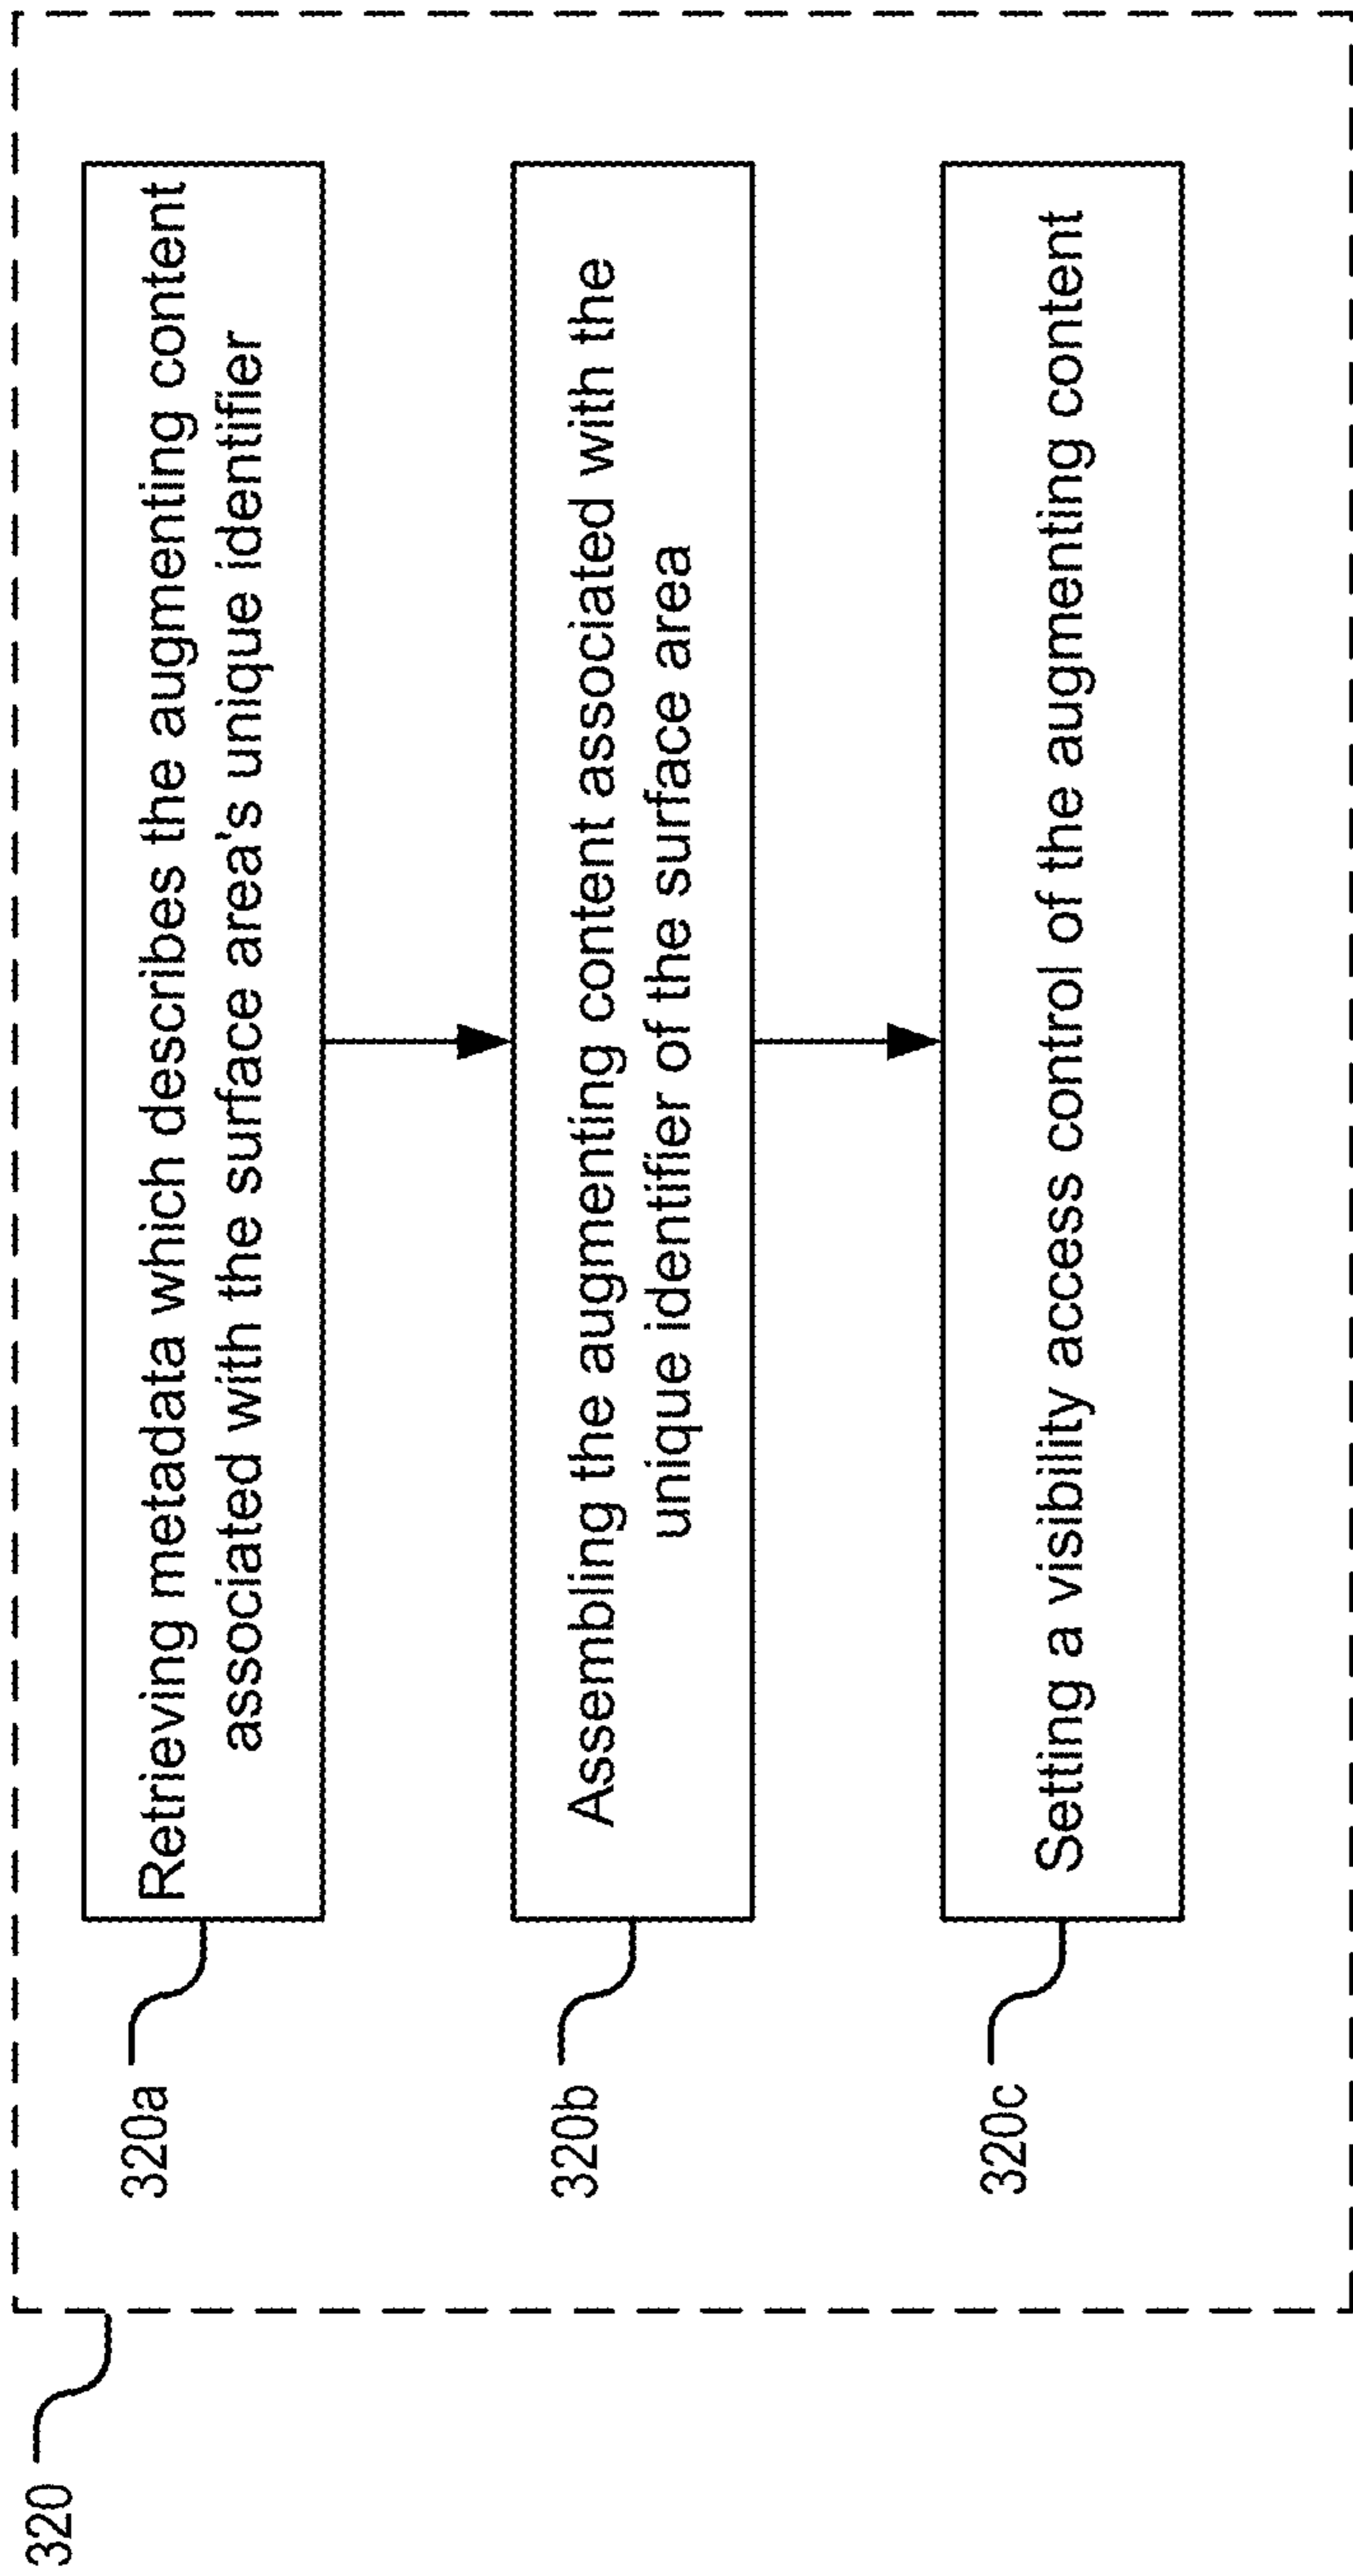 320
320a
Retrieving metadata which describes the augmenting content
associated with the surface area's unique identifier
320b
Assembling the augmenting content associated with the
unique identifier of the surface area
320c
Setting a visibility access control of the augmenting content